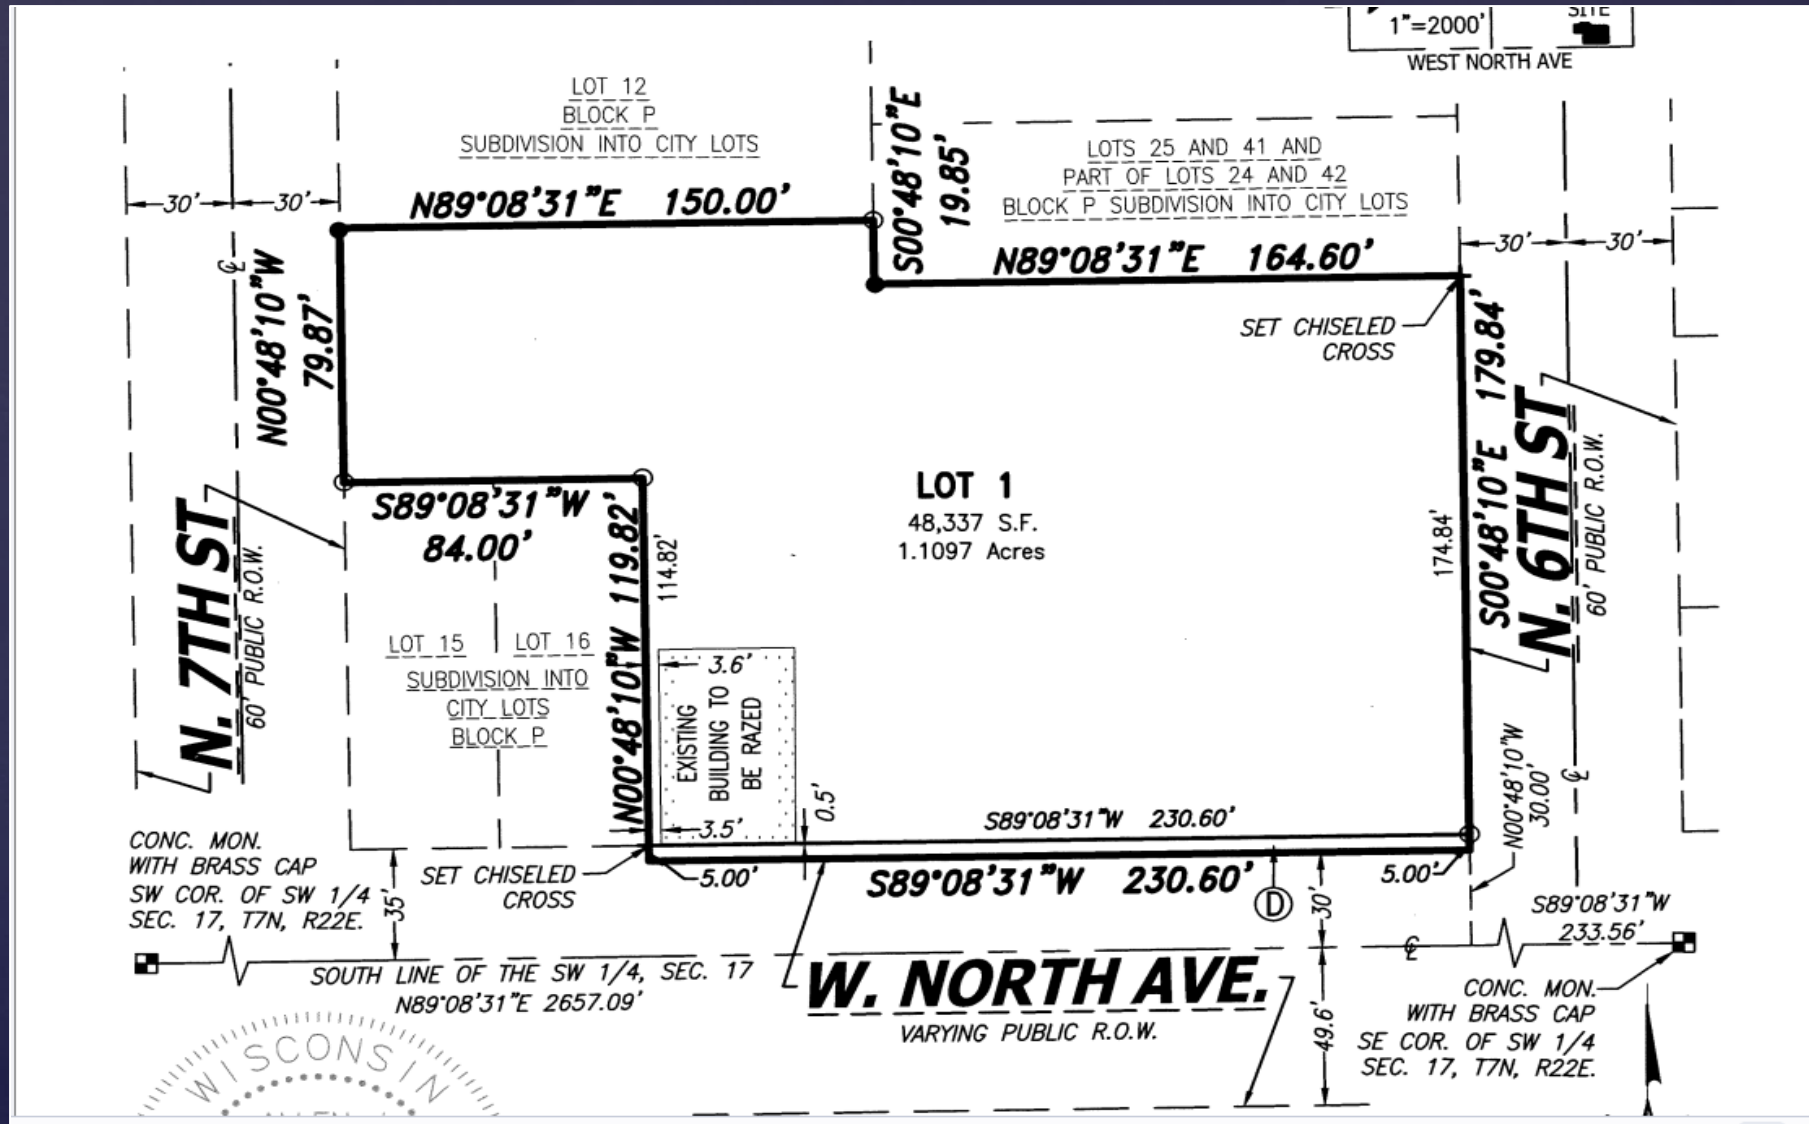 1"=2000'
SITE
WEST NORTH AVE
LOT 12
BLOCK P
SUBDIVISION INTO CITY LOTS
S00°48'10"E
19.85'
LOTS 25 AND 41 AND
PART OF LOTS 24 AND 42
BLOCK P SUBDIVISION INTO CITY LOTS
30'
30'
N89°08'31"E 150.00'
N89°08'31"E 164.60'
30'
30'
N00°48'10"W
79.87'
SET CHISELED
CROSS
S00°48'10"E 179.84'
174.84'
LOT 1
48,337 S.F.
1.1097 Acres
S89°08'31"W
84.00'
N00°48'10"W 119.82'
114.82'
N. 7TH ST
60' PUBLIC R.O.W.
N. 6TH ST
60' PUBLIC R.O.W.
LOT 15
LOT 16
SUBDIVISION INTO
CITY LOTS
BLOCK P
3.6'
EXISTING
BUILDING TO
BE RAZED
3.5'
0.5'
S89°08'31"W 230.60'
N00°48'10"W
30.00'
CONC. MON.
WITH BRASS CAP
SW COR. OF SW 1/4
SEC. 17, T7N, R22E.
35'
SET CHISELED
CROSS
5.00'
S89°08'31"W 230.60'
D
30'
5.00'
S89°08'31"W
233.56'
SOUTH LINE OF THE SW 1/4, SEC. 17
N89°08'31"E 2657.09'
W. NORTH AVE.
VARYING PUBLIC R.O.W.
49.6'
CONC. MON.
WITH BRASS CAP
SE COR. OF SW 1/4
SEC. 17, T7N, R22E.
WISCONSIN